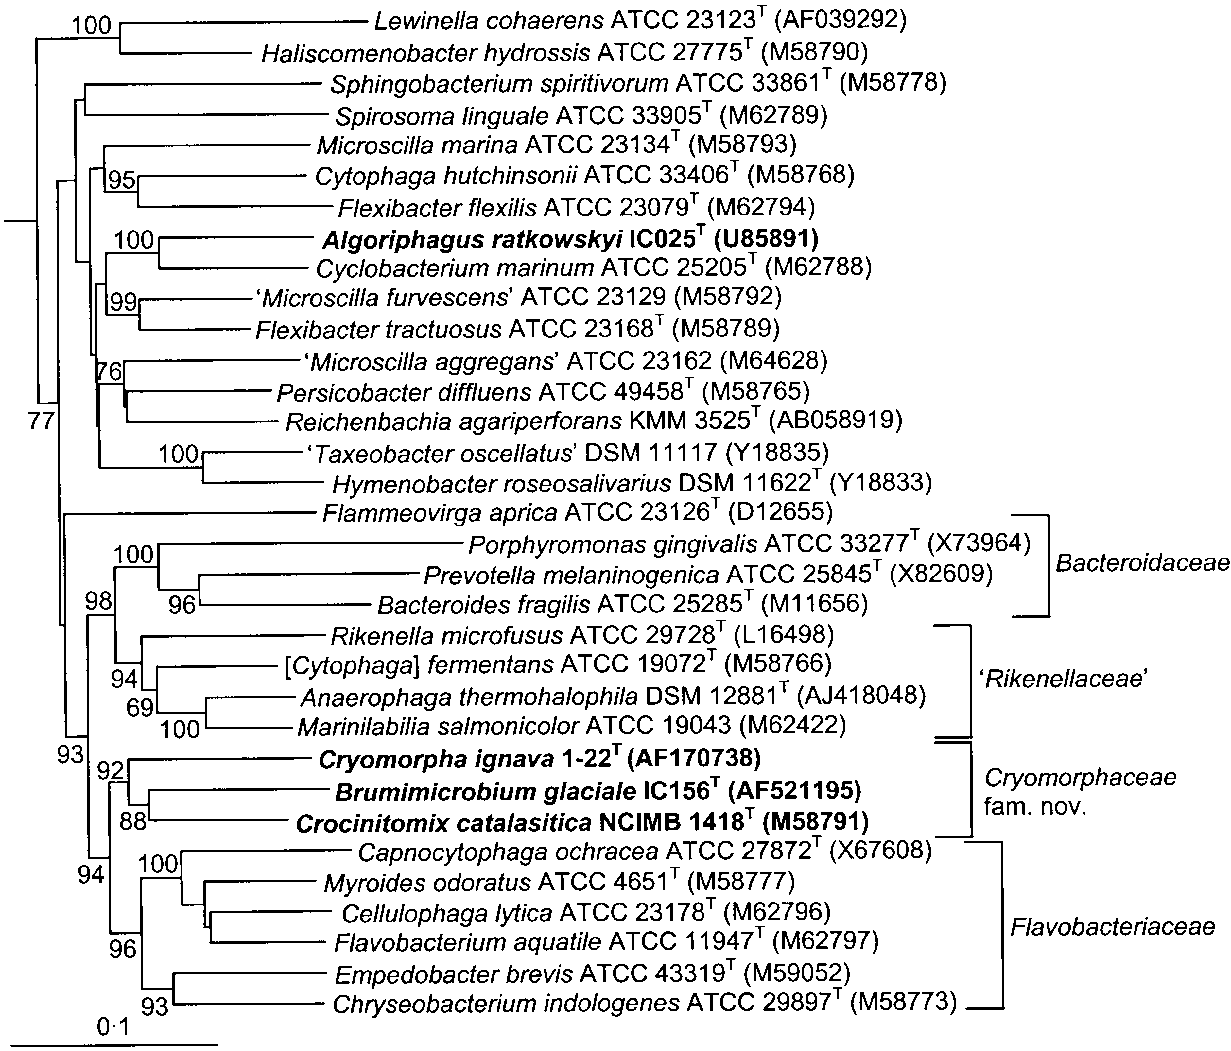 100
Lewinella cohaerens ATCC 23123T (AF039292)
Haliscomenobacter hydrossis ATCC 27775T (M58790)
Sphingobacterium spiritivorum ATCC 33861T (M58778)
Spirosoma linguale ATCC 33905T (M62789)
Microscilla marina ATCC 23134T (M58793)
95
Cytophaga hutchinsonii ATCC 33406T (M58768)
Flexibacter flexilis ATCC 23079T (M62794)
100
Algoriphagus ratkowskyi IC025T (U85891)
Cyclobacterium marinum ATCC 25205T (M62788)
99
‘Microscilla furvescens’ ATCC 23129 (M58792)
Flexibacter tractuosus ATCC 23168T (M58789)
76
‘Microscilla aggregans’ ATCC 23162 (M64628)
Persicobacter diffluens ATCC 49458T (M58765)
77
Reichenbachia agariperforans KMM 3525T (AB058919)
100
‘Taxeobacter oscellatus’ DSM 11117 (Y18835)
Hymenobacter roseosalivarius DSM 11622T (Y18833)
Flammeovirga aprica ATCC 23126T (D12655)
100
Porphyromonas gingivalis ATCC 33277T (X73964)
Bacteroidaceae
Prevotella melaninogenica ATCC 25845T (X82609)
98
96
Bacteroides fragilis ATCC 25285T (M11656)
Rikenella microfusus ATCC 29728T (L16498)
[Cytophaga] fermentans ATCC 19072T (M58766)
‘Rikenellaceae’
94
Anaerophaga thermohalophila DSM 12881T (AJ418048)
69
100
Marinilabilia salmonicolor ATCC 19043 (M62422)
93
92
Cryomorpha ignava 1-22T (AF170738)
Cryomorphaceae
fam. nov.
Brumimicrobium glaciale IC156T (AF521195)
88
Crocinitomix catalasitica NCIMB 1418T (M58791)
100
Capnocytophaga ochracea ATCC 27872T (X67608)
94
Myroides odoratus ATCC 4651T (M58777)
Cellulophaga lytica ATCC 23178T (M62796)
Flavobacteriaceae
96
Flavobacterium aquatile ATCC 11947T (M62797)
Empedobacter brevis ATCC 43319T (M59052)
93
Chryseobacterium indologenes ATCC 29897T (M58773)
0·1